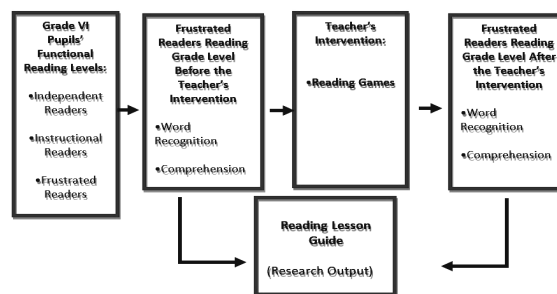 Grade VI
Pupils'
Functional
Reading Levels:
•Independent
Readers
•Instructional
Readers
•Frustrated
Readers
Frustrated
Readers Reading
Grade Level
Before the
Teacher's
Intervention
•Word
Recognition
•Comprehension
Teacher's
Intervention:
•Reading Games
Frustrated
Readers Reading
Grade Level After
the Teacher's
Intervention
•Word
Recognition
•Comprehension
Reading Lesson
Guide
(Research Output)